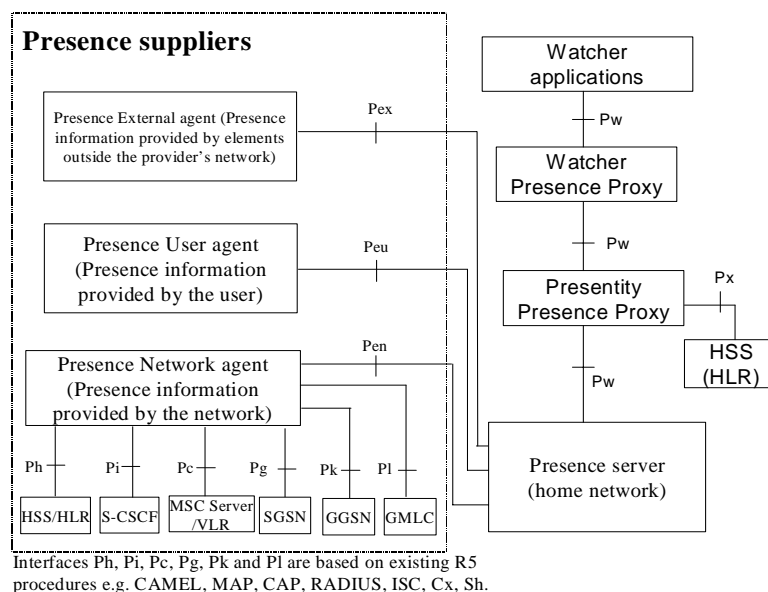 Presence suppliers
Presence External agent (Presence
information provided by elements
outside the provider's network)
Pex
Presence User agent
(Presence information
provided by the user)
Peu
Presence Network agent
(Presence information
provided by the network)
Pen
Ph
Pi
Pc
Pg
Pk
Pl
HSS/HLR
S-CSCF
MSC Server
/VLR
SGSN
GGSN
GMLC
Watcher
applications
Pw
Watcher
Presence Proxy
Pw
Presentity
Presence Proxy
Px
HSS
(HLR)
Pw
Presence server
(home network)
Interfaces Ph, Pi, Pc, Pg, Pk and Pl are based on existing R5
procedures e.g. CAMEL, MAP, CAP, RADIUS, ISC, Cx, Sh.